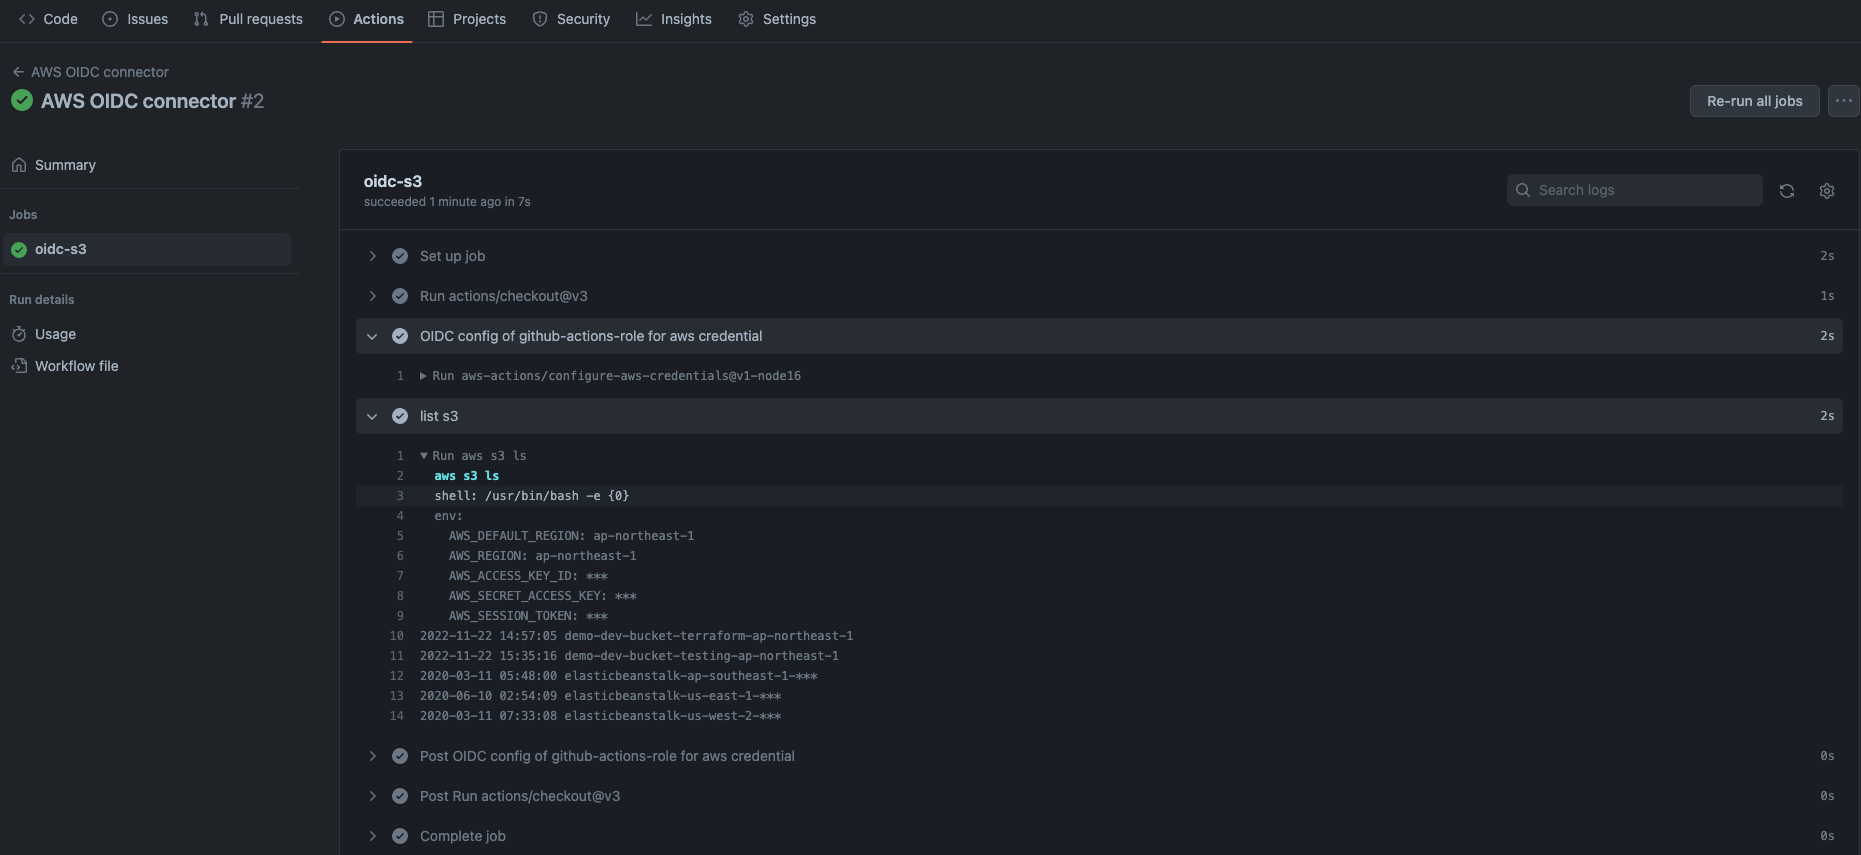 Code Issues Pull requests Actions Projects Security Insights Settings
AWS OIDC connector
AWS OIDC connector #2
Re-run all jobs
Summary
Jobs
oidc-s3
Run details
Usage
Workflow file
oidc-s3
succeeded 1 minute ago in 7s
Search logs
Set up job 2s
Run actions/checkout@v3 1s
OIDC config of github-actions-role for aws credential 2s
1 Run aws-actions/configure-aws-credentials@v1-node16
list s3 2s
1 Run aws s3 ls
2 aws s3 ls
3 shell: /usr/bin/bash -e {0}
4 env:
5 AWS_DEFAULT_REGION: ap-northeast-1
6 AWS_REGION: ap-northeast-1
7 AWS_ACCESS_KEY_ID: ***
8 AWS_SECRET_ACCESS_KEY: ***
9 AWS_SESSION_TOKEN: ***
10 2022-11-22 14:57:05 demo-dev-bucket-terraform-ap-northeast-1
11 2022-11-22 15:35:16 demo-dev-bucket-testing-ap-northeast-1
12 2020-03-11 05:48:00 elasticbeanstalk-ap-southeast-1-***
13 2020-06-10 02:54:09 elasticbeanstalk-us-east-1-***
14 2020-03-11 07:33:08 elasticbeanstalk-us-west-2-***
Post OIDC config of github-actions-role for aws credential 0s
Post Run actions/checkout@v3 0s
Complete job 0s